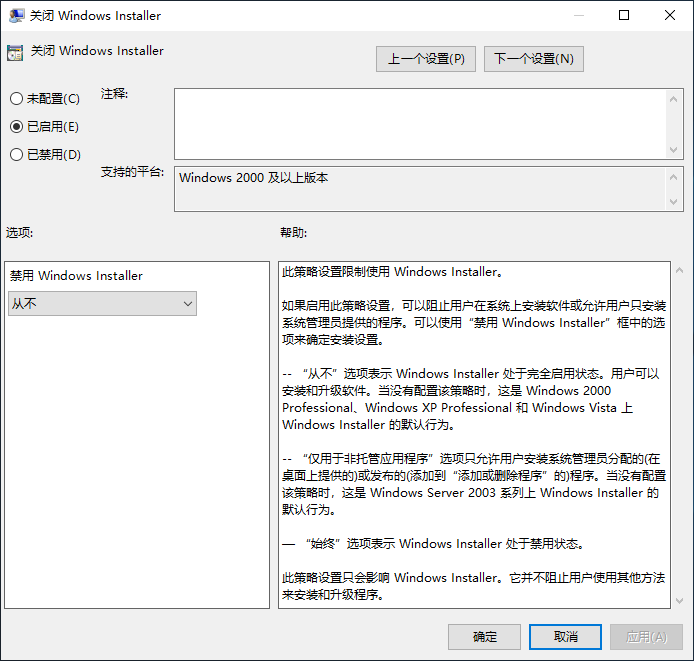 关闭 Windows Installer
关闭 Windows Installer
上一个设置(P)
下一个设置(N)
未配置(C)
已启用(E)
已禁用(D)
注释:
支持的平台:
Windows 2000 及以上版本
选项:
帮助:
禁用 Windows Installer
从不
此策略设置限制使用 Windows Installer。
如果启用此策略设置，可以阻止用户在系统上安装软件或允许用户只安装
系统管理员提供的程序。可以使用“禁用 Windows Installer”框中的选
项来确定安装设置。
-- “从不”选项表示 Windows Installer 处于完全启用状态。用户可以
安装和升级软件。当没有配置该策略时，这是 Windows 2000
Professional、Windows XP Professional 和 Windows Vista 上
Windows Installer 的默认行为。
-- “仅用于非托管应用程序”选项只允许用户安装系统管理员分配的(在
桌面上提供的)或发布的(添加到“添加或删除程序”的)程序。当没有配置
该策略时，这是 Windows Server 2003 系列上 Windows Installer 的
默认行为。
— “始终”选项表示 Windows Installer 处于禁用状态。
此策略设置只会影响 Windows Installer。它并不阻止用户使用其他方法
来安装和升级程序。
确定
取消
应用(A)